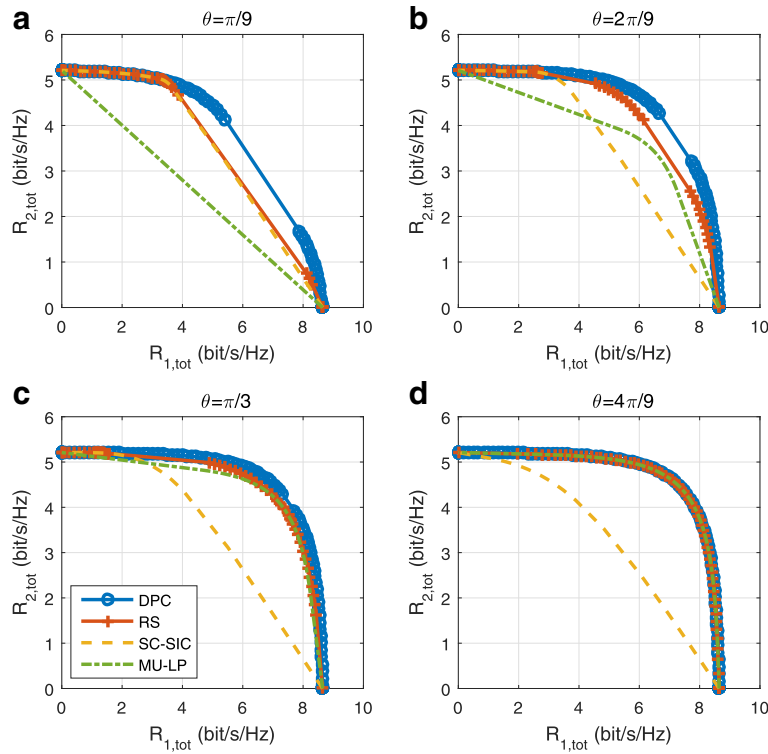 a
θ=π/9
6
5
4
3
2
1
0
0 2 4 6 8 10
R2,tot (bit/s/Hz)
R1,tot (bit/s/Hz)
b
θ=2π/9
6
5
4
3
2
1
0
0 2 4 6 8 10
R2,tot (bit/s/Hz)
R1,tot (bit/s/Hz)
c
θ=π/3
6
5
4
3
2
1
0
0 2 4 6 8 10
R2,tot (bit/s/Hz)
R1,tot (bit/s/Hz)
DPC
RS
SC-SIC
MU-LP
d
θ=4π/9
6
5
4
3
2
1
0
0 2 4 6 8 10
R2,tot (bit/s/Hz)
R1,tot (bit/s/Hz)